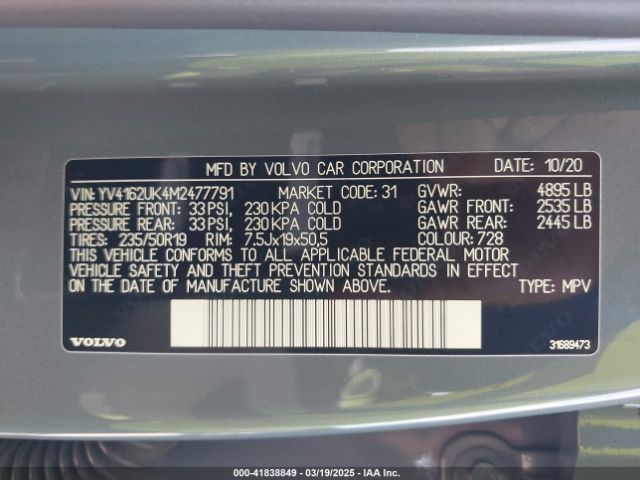 MFD BY VOLVO CAR CORPORATION DATE: 10/20
VIN: YV4162UK4M2477791 MARKET CODE: 31 GVWR: 4895 LB
PRESSURE FRONT: 33 PSI, 230 KPA COLD GAWR FRONT: 2535 LB
PRESSURE REAR: 33 PSI, 230 KPA COLD GAWR REAR: 2445 LB
TIRES: 235/50R19 RIM: 7.5Jx19x50,5 COLOUR: 728
THIS VEHICLE CONFORMS TO ALL APPLICABLE FEDERAL MOTOR
VEHICLE SAFETY AND THEFT PREVENTION STANDARDS IN EFFECT
ON THE DATE OF MANUFACTURE SHOWN ABOVE. TYPE: MPV
VOLVO 31689473
000-41838849 | 03/19/2025 | IAA Inc.